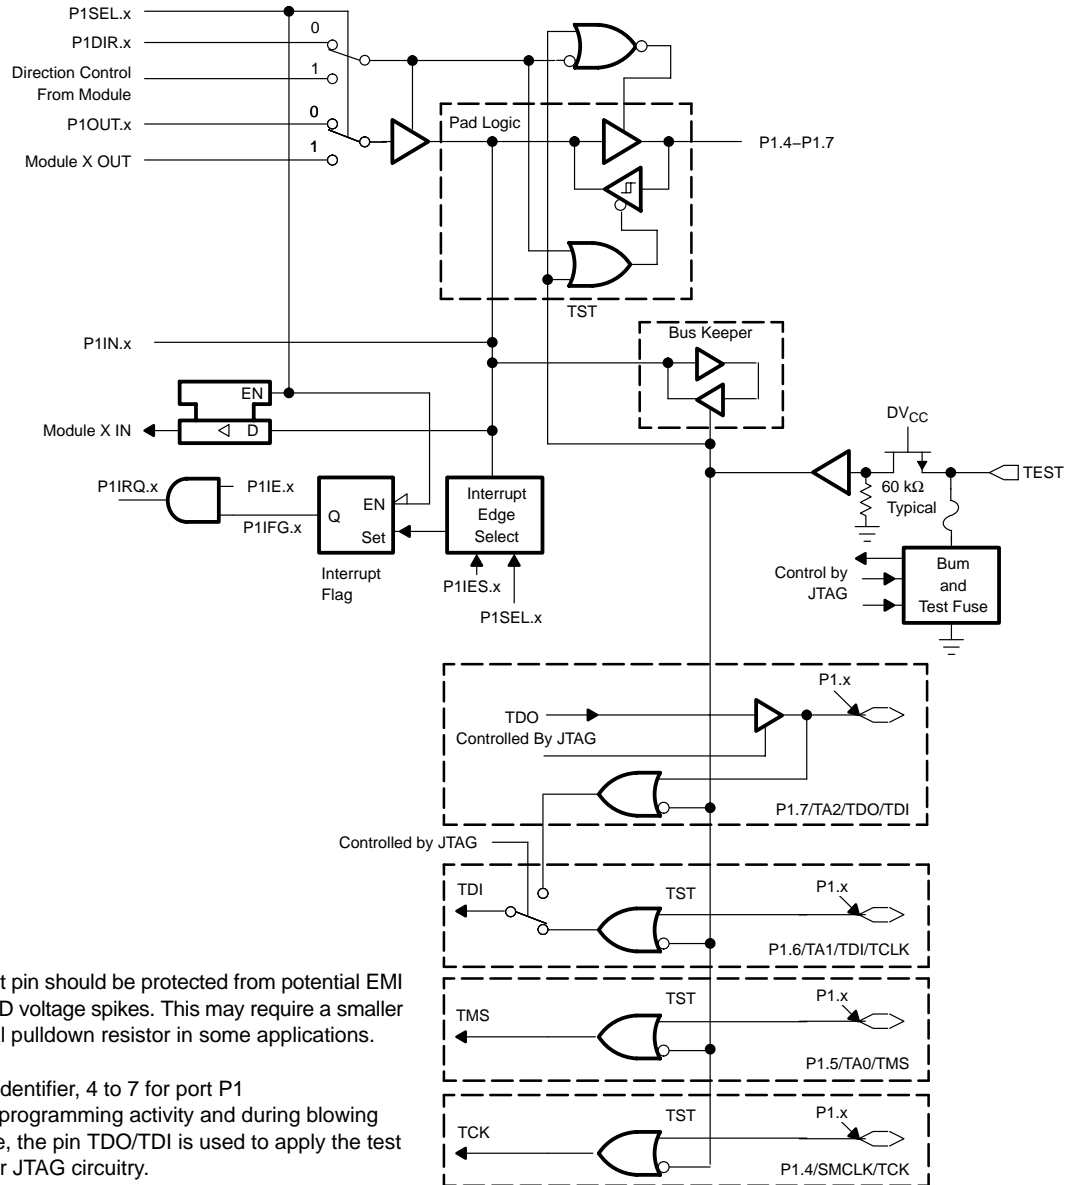 P1SEL.x
P1DIR.x
0
Direction Control
From Module
1
P1OUT.x
0
Module X OUT
1
Pad Logic
P1.4–P1.7
TST
Bus Keeper
P1IN.x
EN
Module X IN
D
DVCC
TEST
60 kΩ
Typical
P1IRQ.x
P1IE.x
P1IFG.x
Q
EN
Set
Interrupt
Edge
Select
Interrupt
Flag
P1IES.x
P1SEL.x
Control by
JTAG
Bum
and
Test Fuse
P1.x
TDO
Controlled By JTAG
P1.7/TA2/TDO/TDI
Controlled by JTAG
TDI
TST
P1.x
P1.6/TA1/TDI/TCLK
TMS
TST
P1.x
P1.5/TA0/TMS
TCK
TST
P1.x
P1.4/SMCLK/TCK
t pin should be protected from potential EMI
D voltage spikes. This may require a smaller
l pulldown resistor in some applications.
dentifier, 4 to 7 for port P1
programming activity and during blowing
e, the pin TDO/TDI is used to apply the test
r JTAG circuitry.